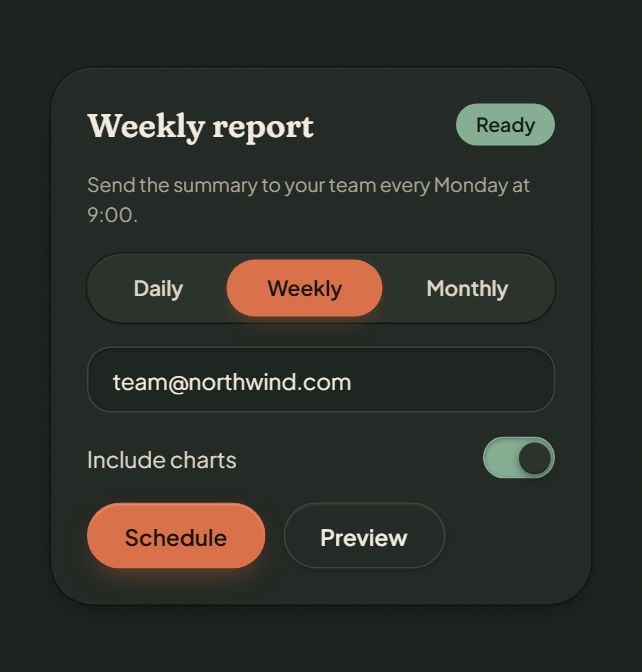 Weekly report
Ready
Send the summary to your team every Monday at
9:00.
Daily
Weekly
Monthly
team@northwind.com
Include charts
Schedule
Preview